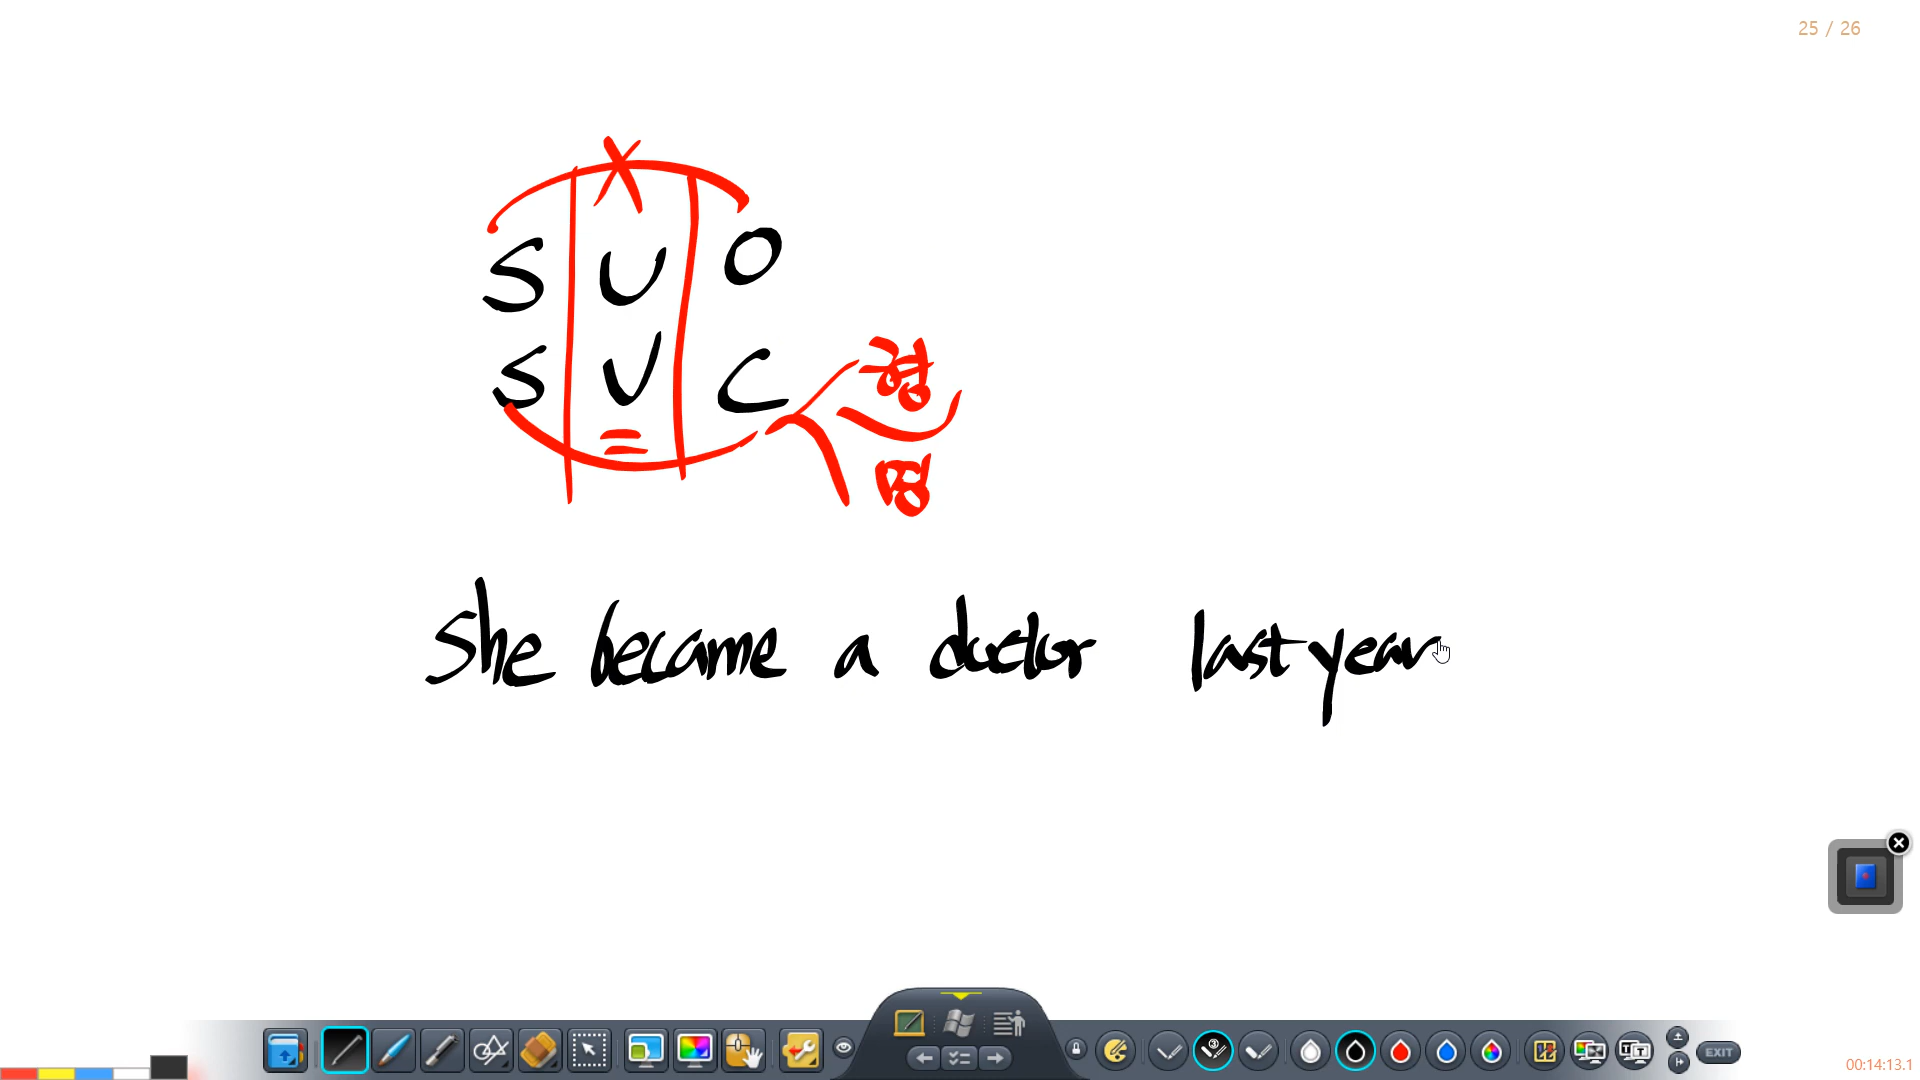 25 / 26
X
S V O
S V C 형
=
명
She became a doctor last year
EXIT
00:14:13.1